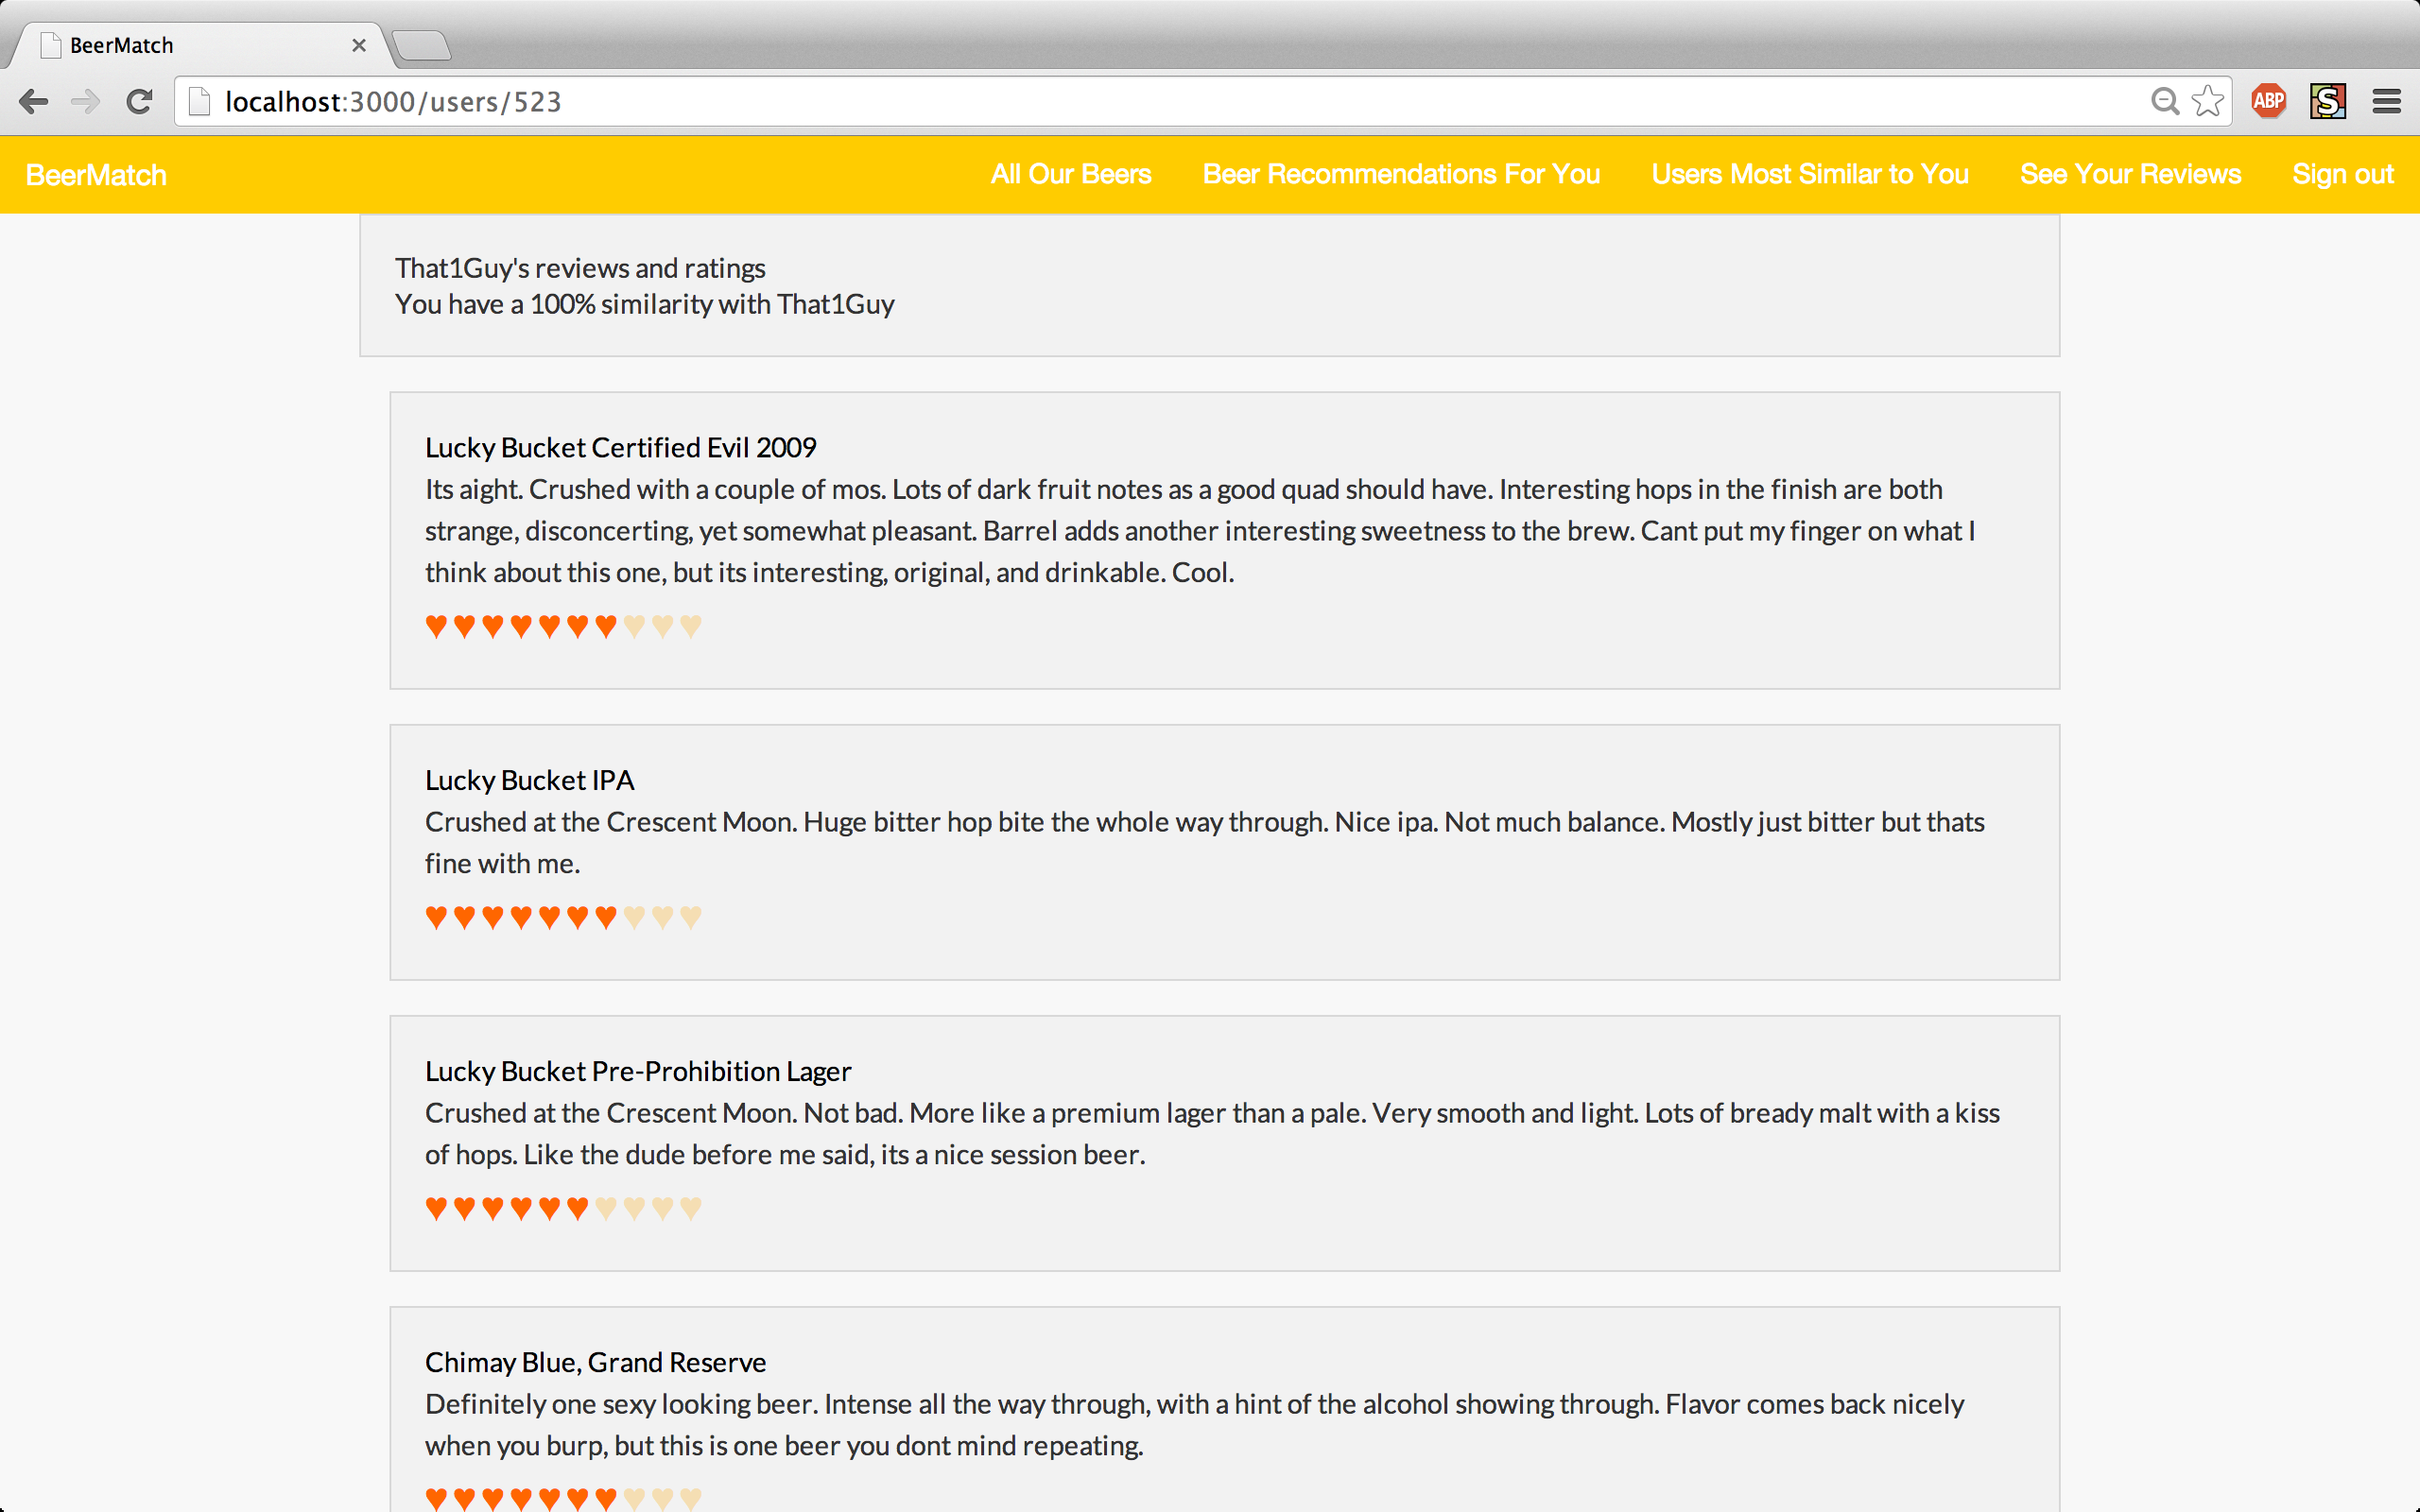 BeerMatch
localhost:3000/users/523
ABP
S
BeerMatch All Our Beers Beer Recommendations For You Users Most Similar to You See Your Reviews Sign out
That1Guy's reviews and ratings
You have a 100% similarity with That1Guy
Lucky Bucket Certified Evil 2009
Its aight. Crushed with a couple of mos. Lots of dark fruit notes as a good quad should have. Interesting hops in the finish are both
strange, disconcerting, yet somewhat pleasant. Barrel adds another interesting sweetness to the brew. Cant put my finger on what I
think about this one, but its interesting, original, and drinkable. Cool.
Lucky Bucket IPA
Crushed at the Crescent Moon. Huge bitter hop bite the whole way through. Nice ipa. Not much balance. Mostly just bitter but thats
fine with me.
Lucky Bucket Pre-Prohibition Lager
Crushed at the Crescent Moon. Not bad. More like a premium lager than a pale. Very smooth and light. Lots of bready malt with a kiss
of hops. Like the dude before me said, its a nice session beer.
Chimay Blue, Grand Reserve
Definitely one sexy looking beer. Intense all the way through, with a hint of the alcohol showing through. Flavor comes back nicely
when you burp, but this is one beer you dont mind repeating.